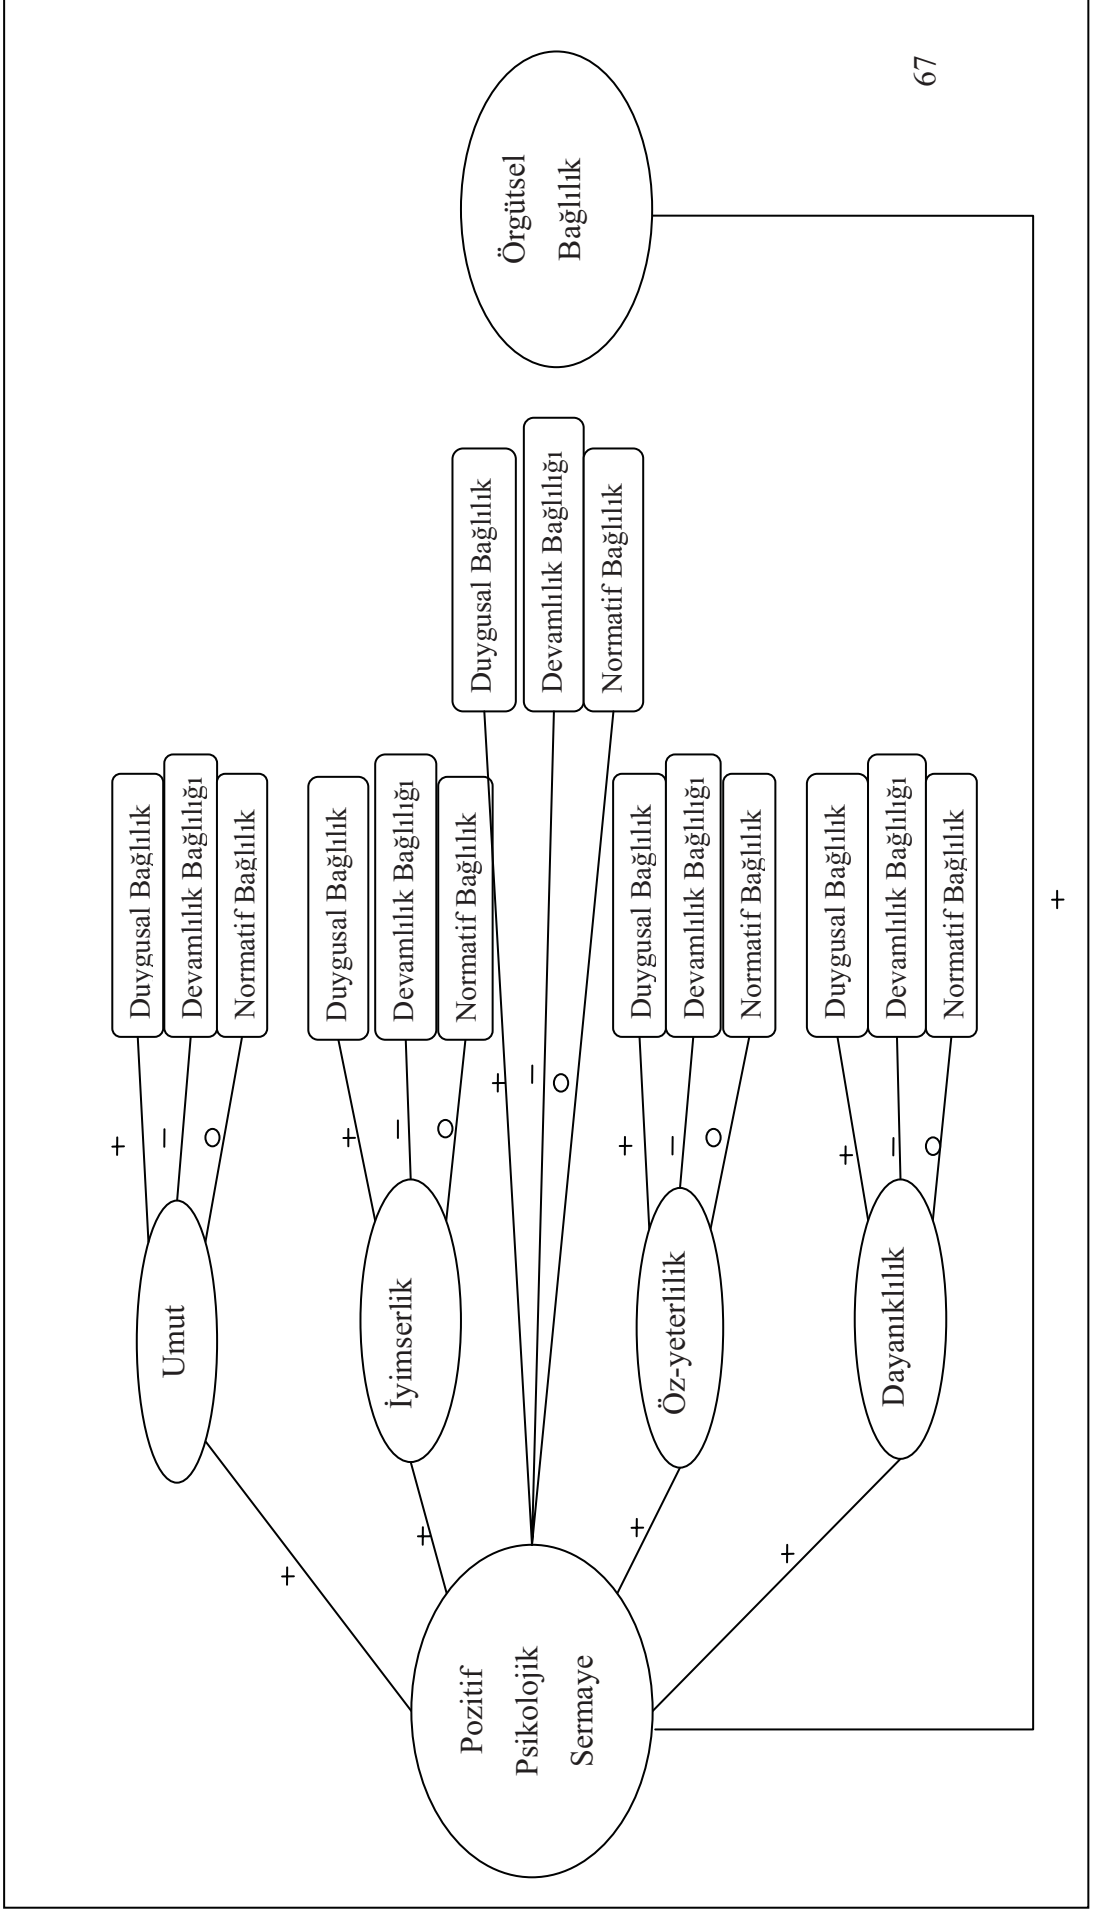 Umut
Duygusal Bağlılık
Devamlılık Bağlılığı
Normatif Bağlılık
+
–
o
+
İyimserlik
Duygusal Bağlılık
Devamlılık Bağlılığı
Normatif Bağlılık
+
–
o
+
Pozitif
Psikolojik
Sermaye
Duygusal Bağlılık
Devamlılık Bağlılığı
Normatif Bağlılık
+
–
o
Örgütsel
Bağlılık
Öz-yeterlilik
Duygusal Bağlılık
Devamlılık Bağlılığı
Normatif Bağlılık
+
–
o
+
Dayanıklılık
Duygusal Bağlılık
Devamlılık Bağlılığı
Normatif Bağlılık
+
–
o
+
+
67